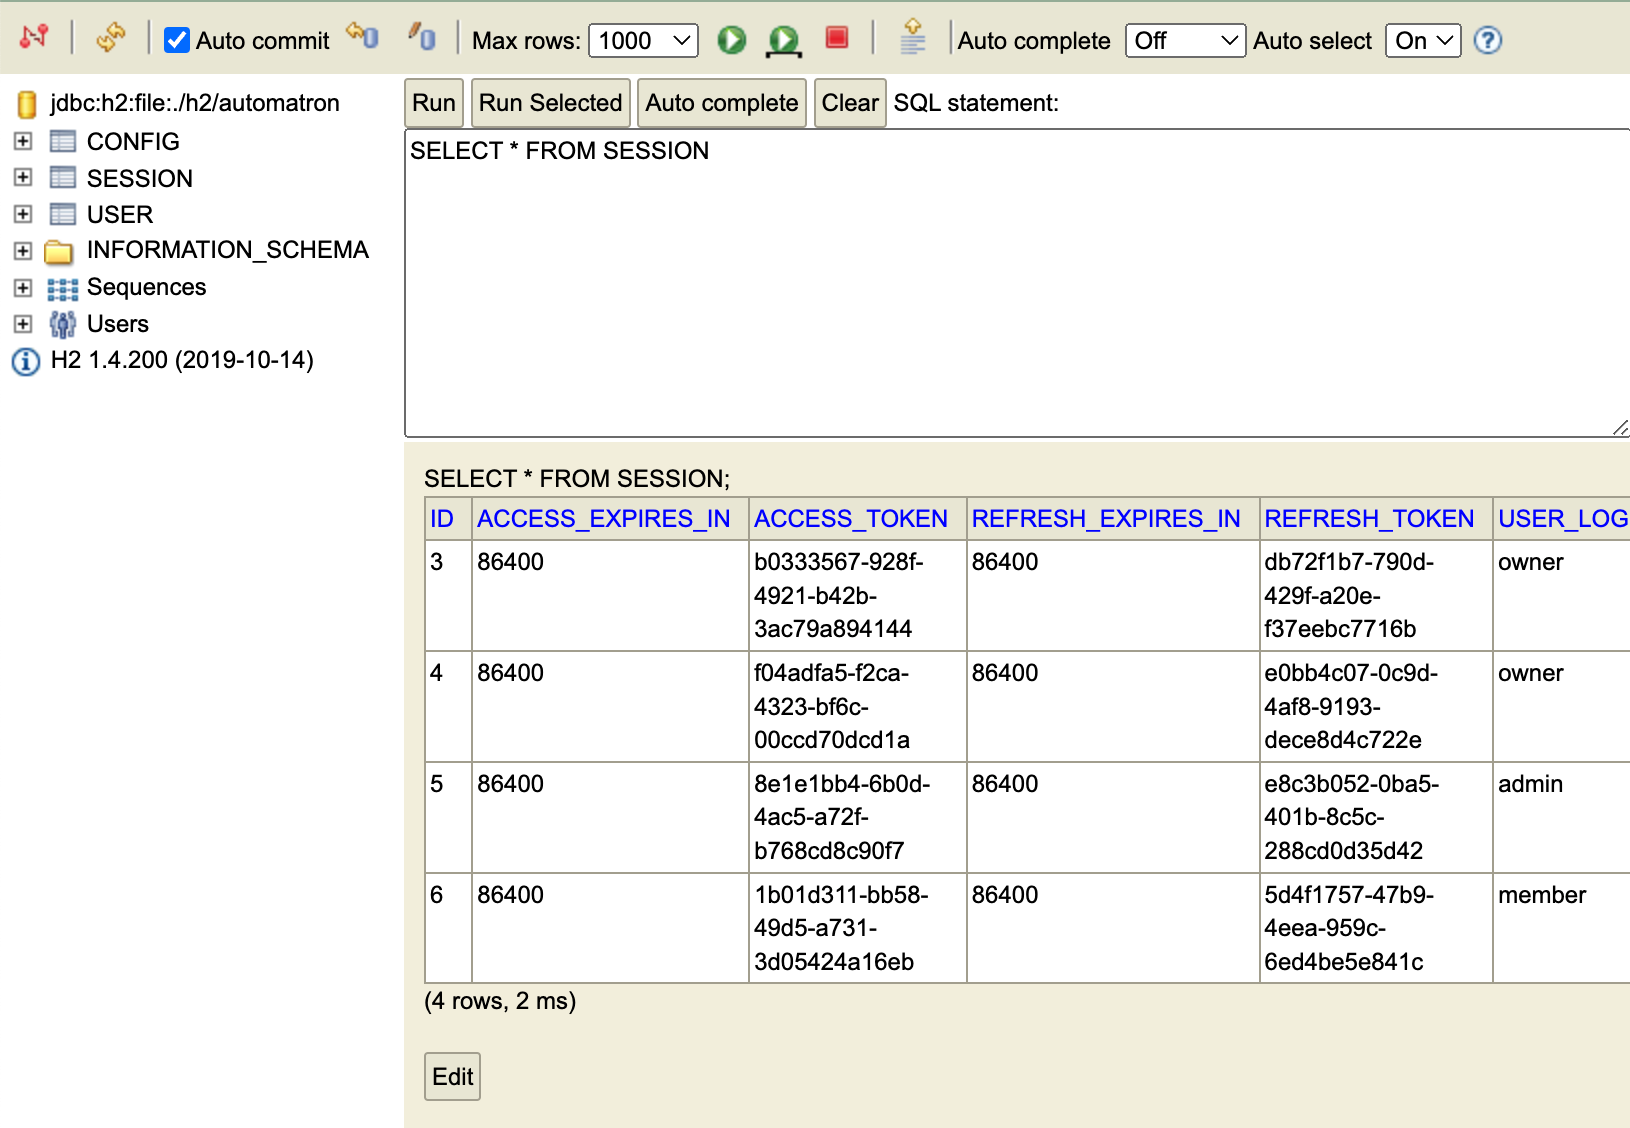 Auto commit Max rows: 1000 Auto complete Off Auto select On ?
jdbc:h2:file:./h2/automatron
CONFIG
SESSION
USER
INFORMATION_SCHEMA
Sequences
Users
H2 1.4.200 (2019-10-14)
Run Run Selected Auto complete Clear SQL statement:
SELECT * FROM SESSION
SELECT * FROM SESSION;
ID ACCESS_EXPIRES_IN ACCESS_TOKEN REFRESH_EXPIRES_IN REFRESH_TOKEN USER_LOG
3 86400 b0333567-928f- 86400 db72f1b7-790d- owner
4921-b42b- 429f-a20e-
3ac79a894144 f37eebc7716b
4 86400 f04adfa5-f2ca- 86400 e0bb4c07-0c9d- owner
4323-bf6c- 4af8-9193-
00ccd70dcd1a dece8d4c722e
5 86400 8e1e1bb4-6b0d- 86400 e8c3b052-0ba5- admin
4ac5-a72f- 401b-8c5c-
b768cd8c90f7 288cd0d35d42
6 86400 1b01d311-bb58- 86400 5d4f1757-47b9- member
49d5-a731- 4eea-959c-
3d05424a16eb 6ed4be5e841c
(4 rows, 2 ms)
Edit